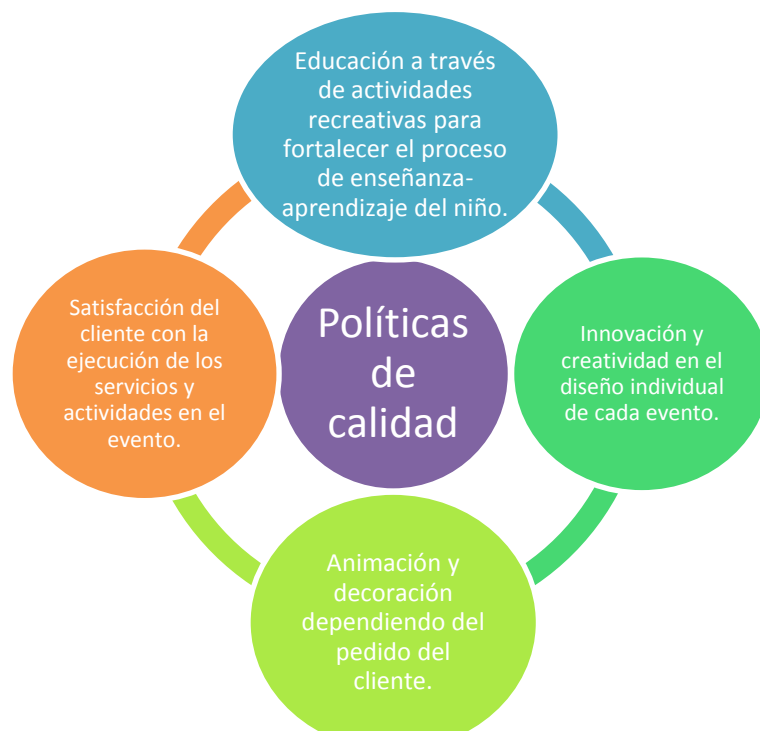 Educación a través
de actividades
recreativas para
fortalecer el proceso
de enseñanza-
aprendizaje del niño.
Satisfacción del
cliente con la
ejecución de los
servicios y
actividades en el
evento.
Políticas
de
calidad
Innovación y
creatividad en el
diseño individual
de cada evento.
Animación y
decoración
dependiendo del
pedido del
cliente.